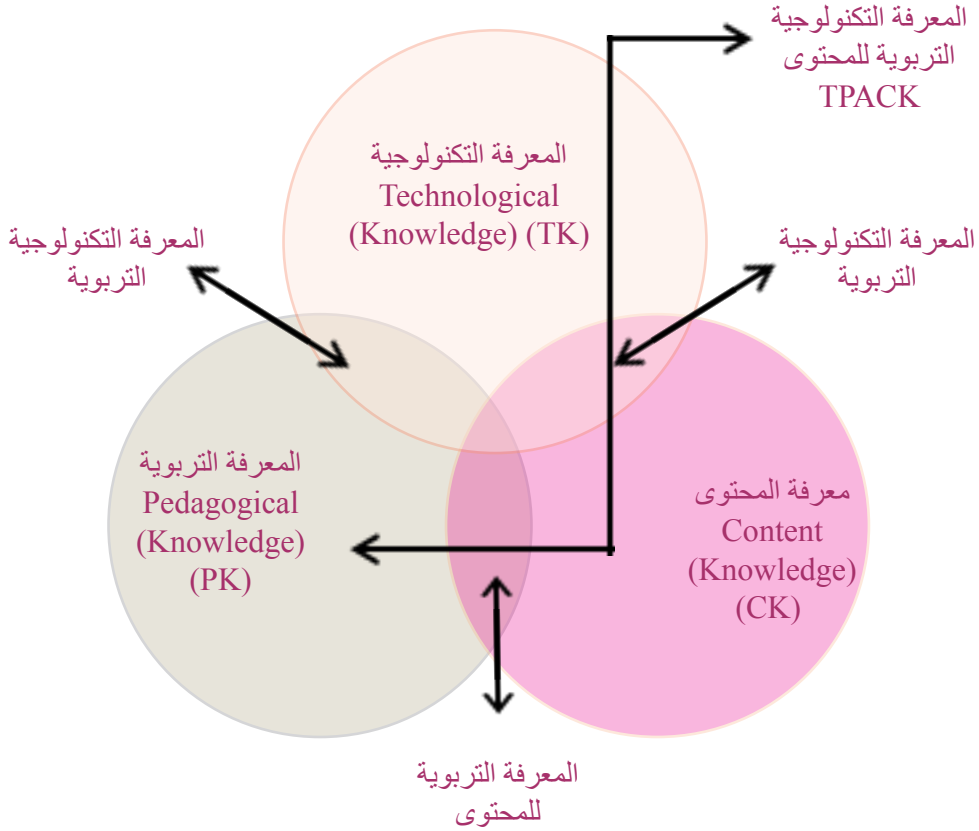 المعرفة التكنولوجية
التربوية للمحتوى
TPACK
المعرفة التكنولوجية
Technological
(Knowledge) (TK)
المعرفة التكنولوجية
التربوية
المعرفة التكنولوجية
التربوية
معرفة المحتوى
Content
(Knowledge)
(CK)
المعرفة التربوية
Pedagogical
(Knowledge)
(PK)
المعرفة التربوية
للمحتوى